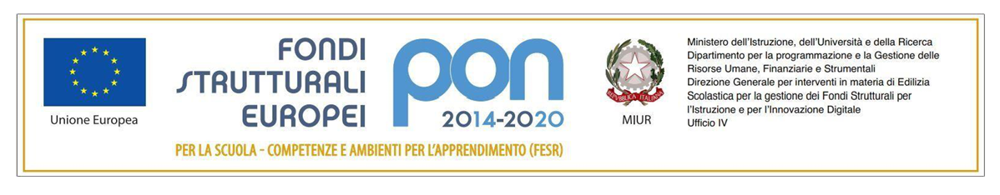 Unione Europea
FONDI
STRUTTURALI
EUROPEI
pon
2014-2020
PER LA SCUOLA - COMPETENZE E AMBIENTI PER L'APPRENDIMENTO (FESR)
REPVBBLICA ITALIANA
MIUR
Ministero dell'Istruzione, dell'Università e della Ricerca
Dipartimento per la programmazione e la Gestione delle
Risorse Umane, Finanziarie e Strumentali
Direzione Generale per interventi in materia di Edilizia
Scolastica per la gestione dei Fondi Strutturali per
l'Istruzione e per l'Innovazione Digitale
Ufficio IV